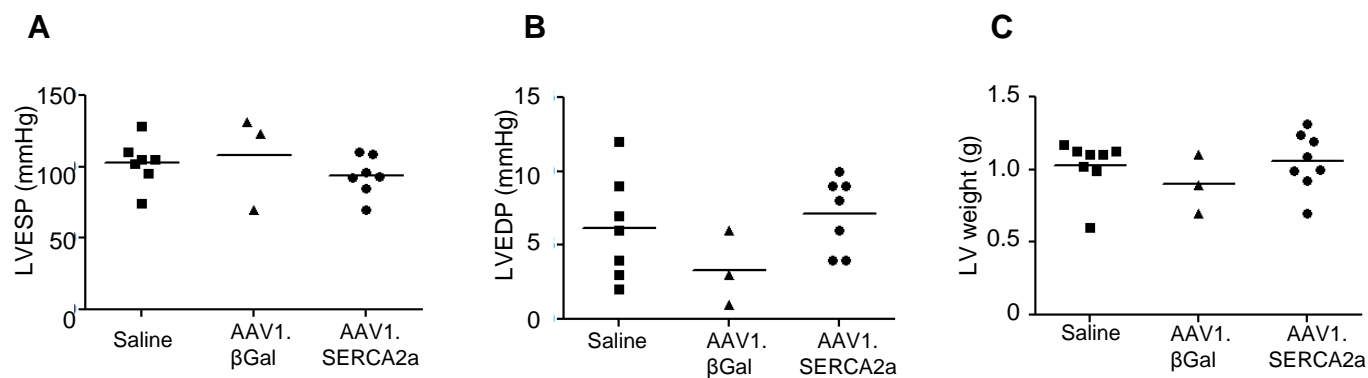 A
B
C
LVESP (mmHg)
150
100
50
0
Saline
AAV1.
βGal
AAV1.
SERCA2a
LVEDP (mmHg)
15
10
5
0
Saline
AAV1.
βGal
AAV1.
SERCA2a
LV weight (g)
1.5
1.0
0.5
0
Saline
AAV1.
βGal
AAV1.
SERCA2a